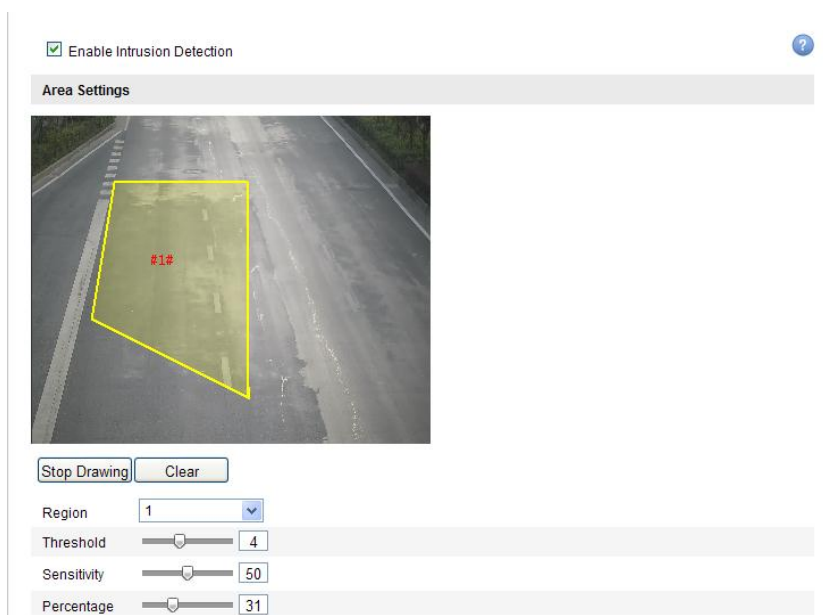 Enable Intrusion Detection
?
Area Settings
#1#
Stop Drawing Clear
Region 1
Threshold 4
Sensitivity 50
Percentage 31